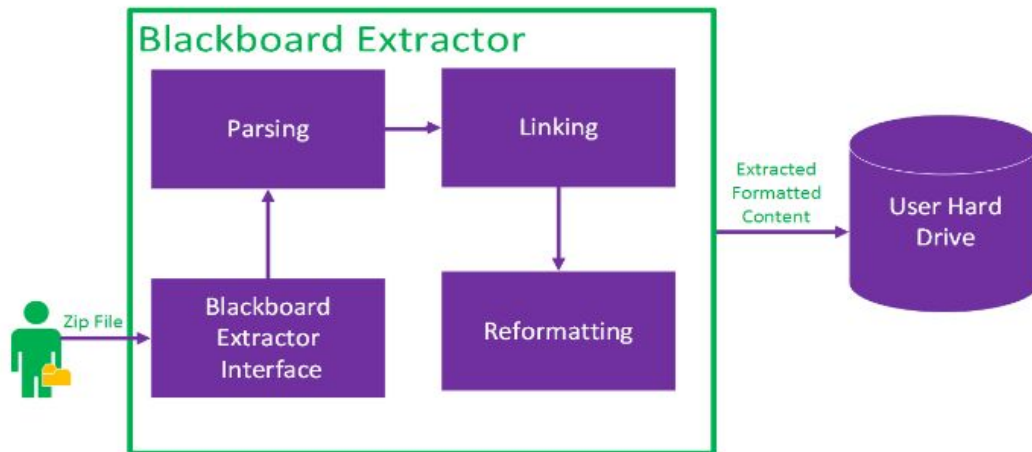 Blackboard Extractor
Parsing
Linking
Extracted
Formatted
Content
User Hard
Drive
Zip File
Blackboard
Extractor
Interface
Reformatting